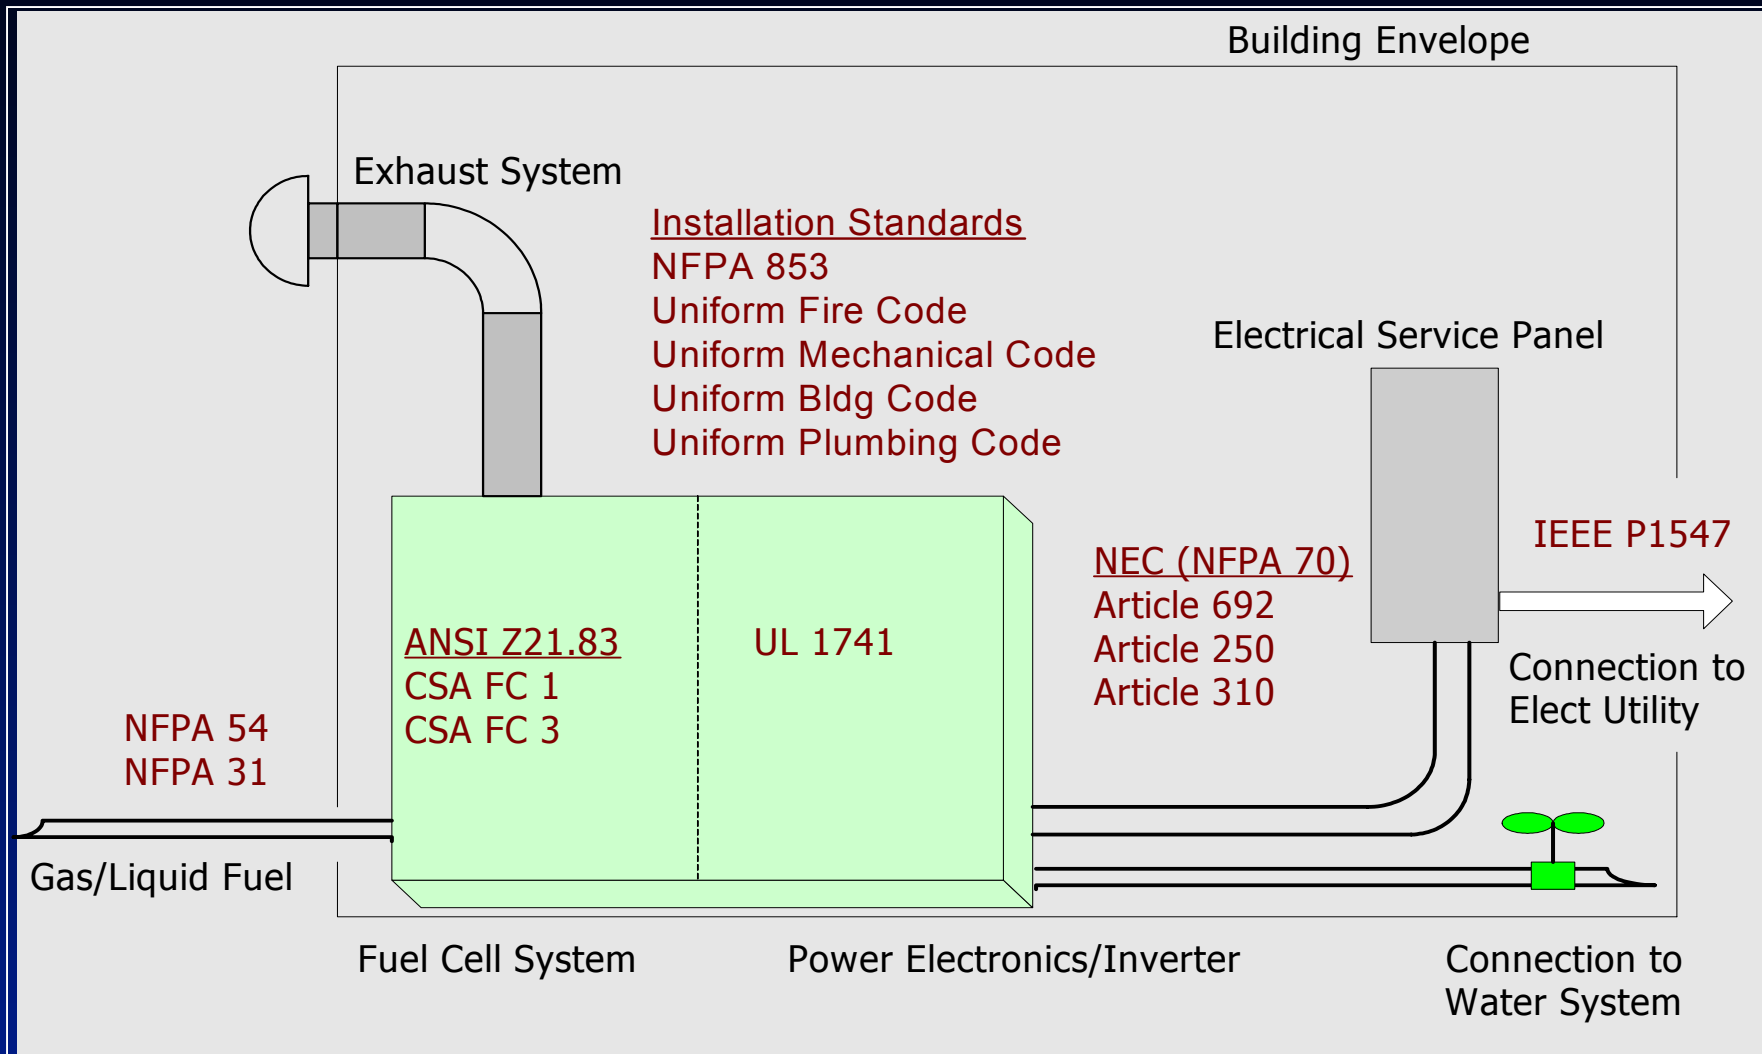 Building Envelope
Exhaust System
Installation Standards
NFPA 853
Uniform Fire Code
Uniform Mechanical Code
Uniform Bldg Code
Uniform Plumbing Code
Electrical Service Panel
IEEE P1547
NEC (NFPA 70)
Article 692
Article 250
Article 310
ANSI Z21.83
CSA FC 1
CSA FC 3
UL 1741
Connection to
Elect Utility
NFPA 54
NFPA 31
Gas/Liquid Fuel
Fuel Cell System
Power Electronics/Inverter
Connection to
Water System